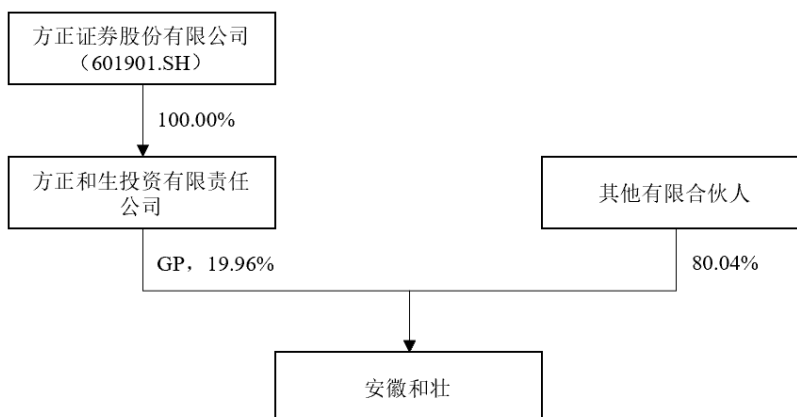 方正证券股份有限公司
（601901.SH）
100.00%
方正和生投资有限责任
公司
其他有限合伙人
GP，19.96%
80.04%
安徽和壮